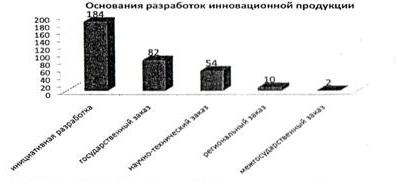 Основания разработок инновационной продукции
184
200
180
160
140
120
100
80
60
40
20
0
82
54
10
2
инициативная разработка
государственный заказ
научно-технический заказ
региональный заказ
межгосударственный заказ